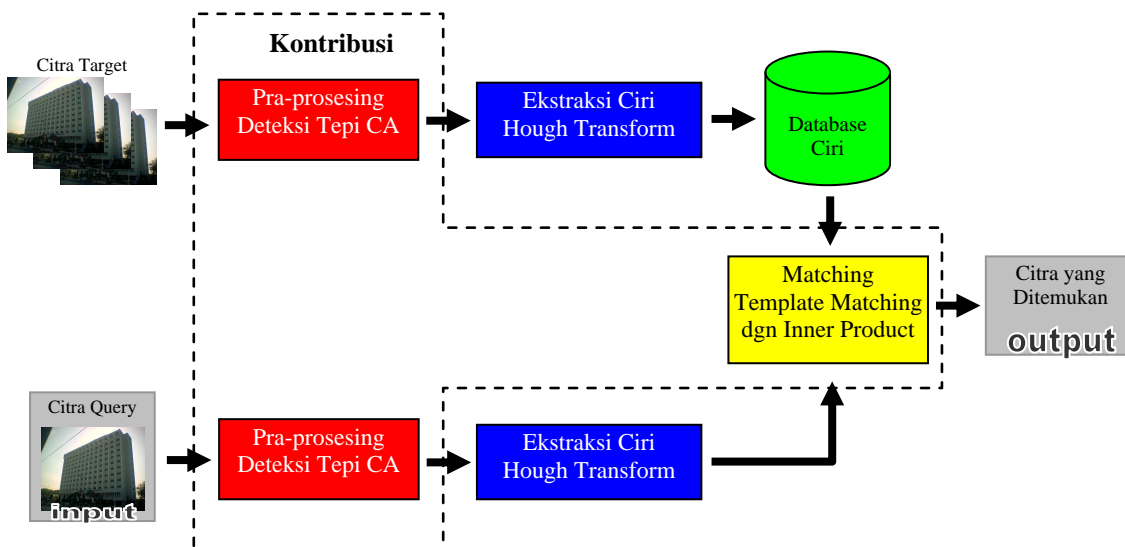 Kontribusi
Citra Target
Pra-prosesing
Deteksi Tepi CA
Ekstraksi Ciri
Hough Transform
Database
Ciri
Matching
Template Matching
dgn Inner Product
Citra yang
Ditemukan
output
Citra Query
input
Pra-prosesing
Deteksi Tepi CA
Ekstraksi Ciri
Hough Transform